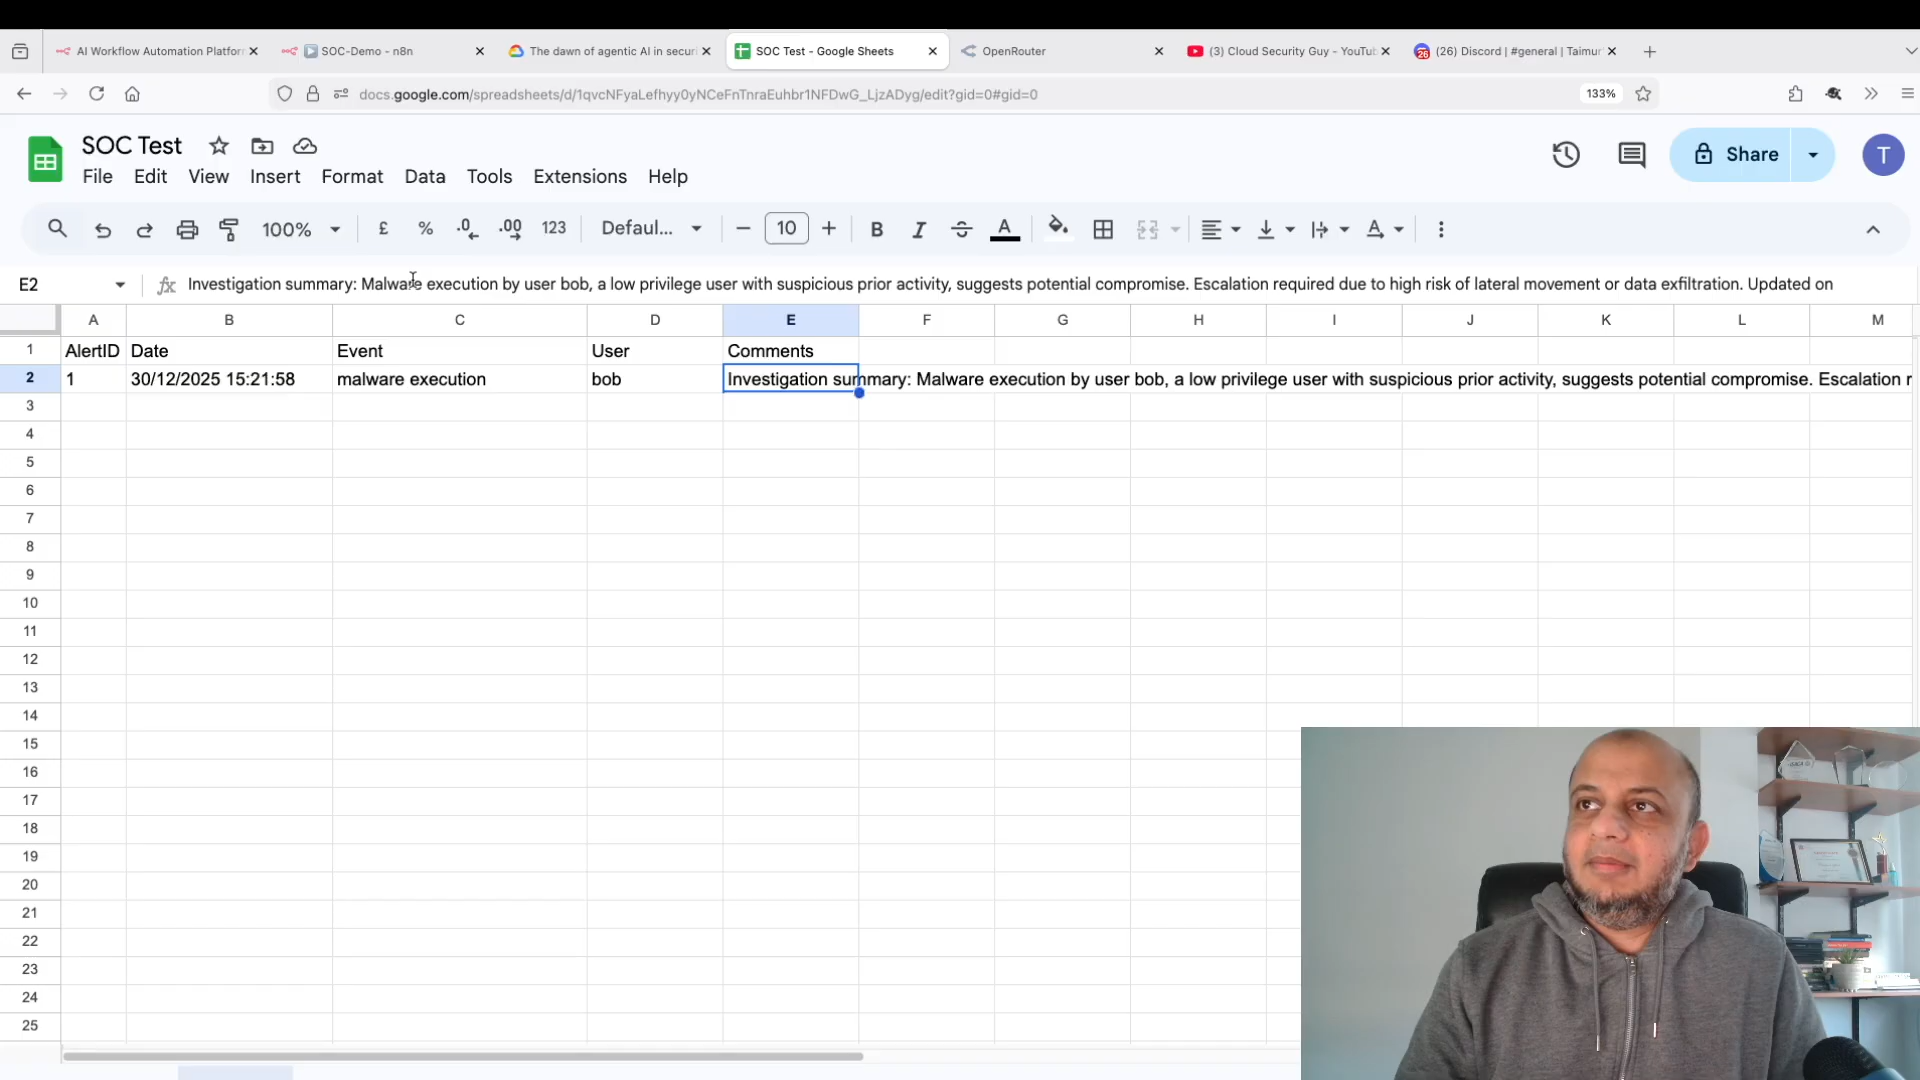 AI Workflow Automation Platfor
SOC-Demo - n8n
The dawn of agentic AI in securi
SOC Test - Google Sheets
OpenRouter
(3) Cloud Security Guy - YouTub
(26) Discord | #general | Taimur
docs.google.com/spreadsheets/d/1qvcNFyaLefhyy0yNCeFnTnraEuhbr1NFDwG_LjzADyg/edit?gid=0#gid=0
133%
SOC Test
File Edit View Insert Format Data Tools Extensions Help
Share
T
100% £ % .0 .00 123 Defaul... 10 B I S A
E2
Investigation summary: Malware execution by user bob, a low privilege user with suspicious prior activity, suggests potential compromise. Escalation required due to high risk of lateral movement or data exfiltration. Updated on
A B C D E F G H I J K L M
1 AlertID Date Event User Comments
2 1 30/12/2025 15:21:58 malware execution bob Investigation summary: Malware execution by user bob, a low privilege user with suspicious prior activity, suggests potential compromise. Escalation r
3
4
5
6
7
8
9
10
11
12
13
14
15
16
17
18
19
20
21
22
23
24
25